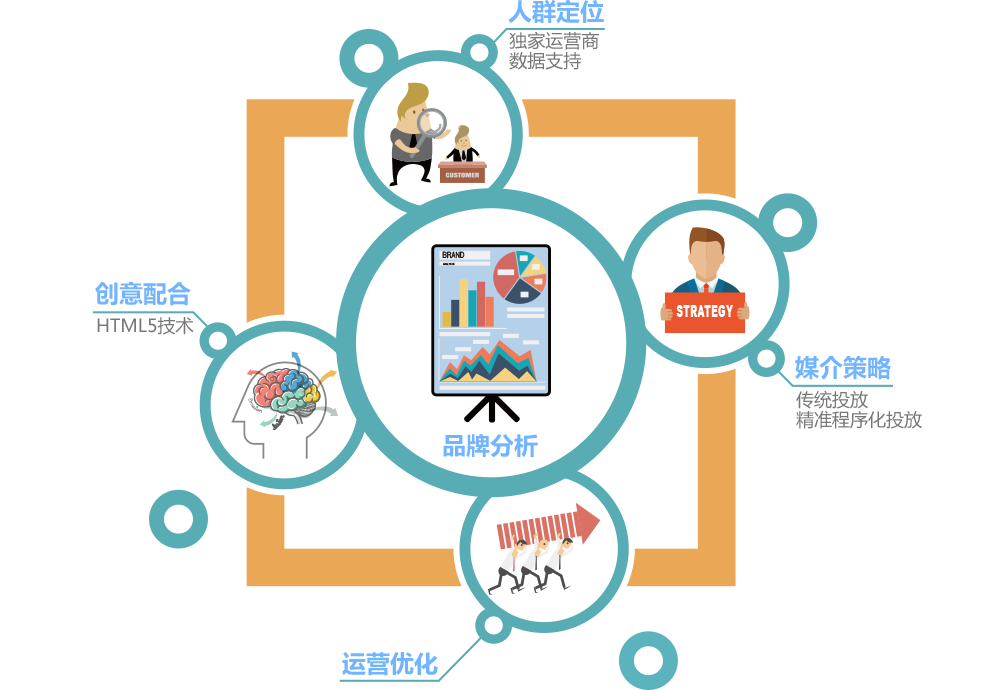 人群定位
独家运营商
数据支持
CUSTOMER
BRAND
STRATEGY
创意配合
HTML5技术
媒介策略
传统投放
精准程序化投放
品牌分析
运营优化